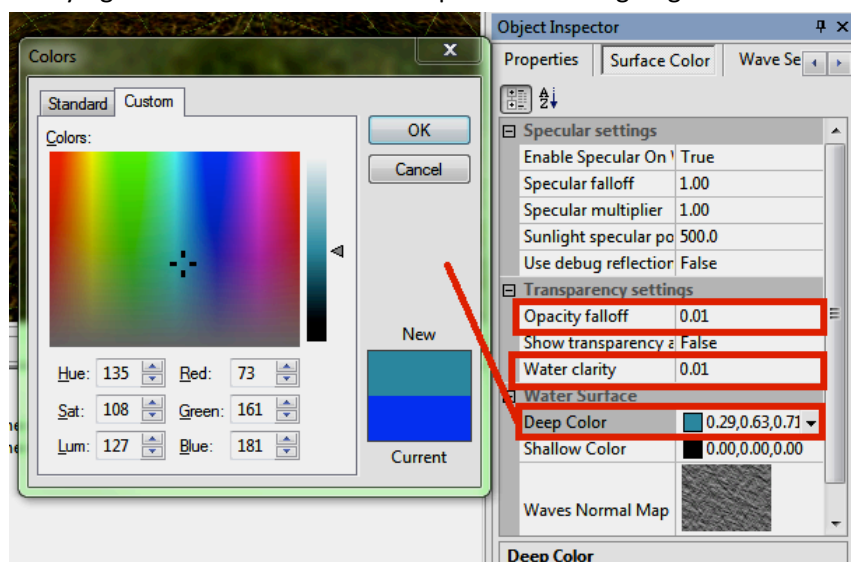 Object Inspector
Colors
Properties Surface Color Wave Se
Standard Custom
Colors:
OK
Cancel
Specular settings
Enable Specular On True
Specular falloff 1.00
Specular multiplier 1.00
Sunlight specular po 500.0
Use debug reflection False
Transparency settings
Opacity falloff 0.01
Show transparency a False
Water clarity 0.01
Water Surface
Deep Color 0.29,0.63,0.71
Shallow Color 0.00,0.00,0.00
Waves Normal Map
New
Current
Hue: 135 Red: 73
Sat: 108 Green: 161
Lum: 127 Blue: 181
Deep Color